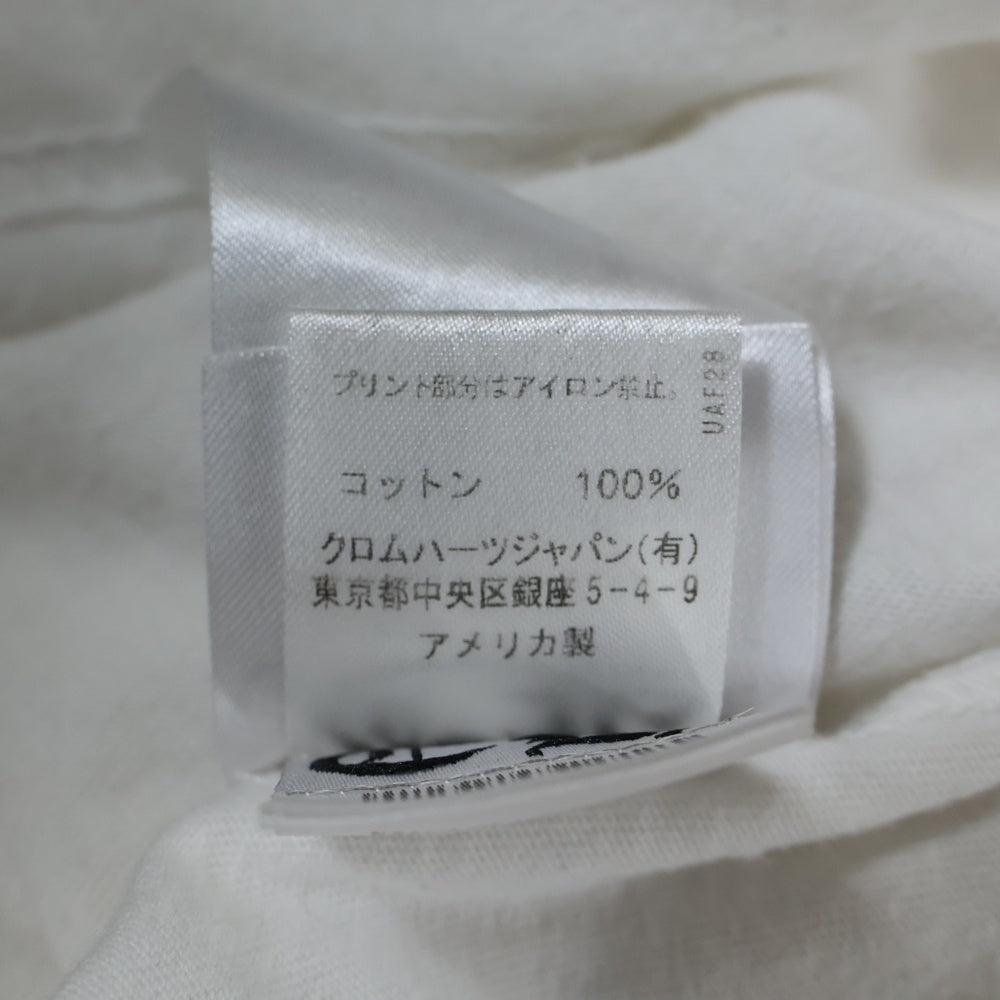 プリント部分はアイロン禁止。
UAF28
コットン 100%
クロムハーツジャパン(有)
東京都中央区銀座5-4-9
アメリカ製